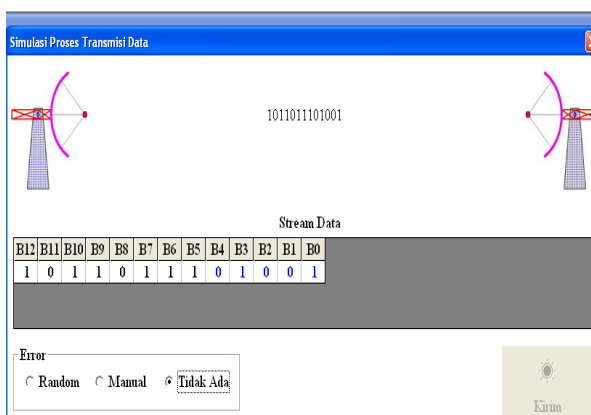 Simulasi Proses Transmisi Data
1011011101001
Stream Data
B12 B11 B10 B9 B8 B7 B6 B5 B4 B3 B2 B1 B0
1 0 1 1 0 1 1 1 0 1 0 0 1
Error
Random Manual Tidak Ada
Kirim